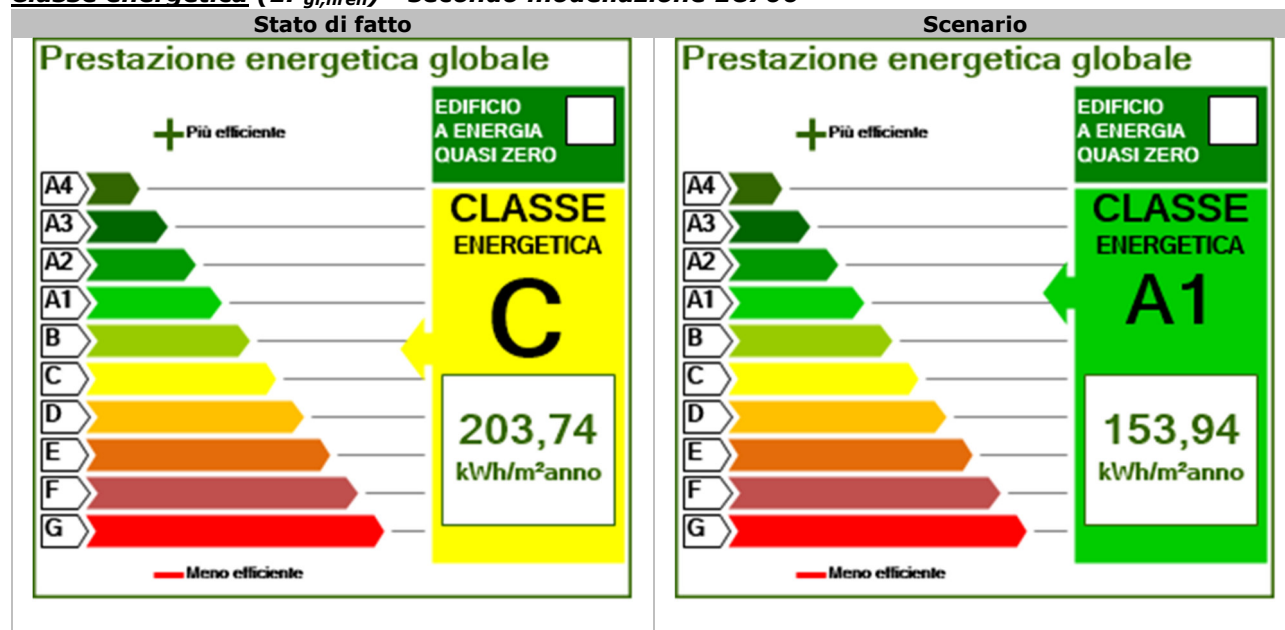 Stato di fatto
Scenario
Prestazione energetica globale
EDIFICIO
A ENERGIA
QUASI ZERO
Più efficiente
A4
A3
A2
A1
B
C
D
E
F
G
CLASSE
ENERGETICA
C
203,74
kWh/m²anno
Meno efficiente
Prestazione energetica globale
EDIFICIO
A ENERGIA
QUASI ZERO
Più efficiente
A4
A3
A2
A1
B
C
D
E
F
G
CLASSE
ENERGETICA
A1
153,94
kWh/m²anno
Meno efficiente